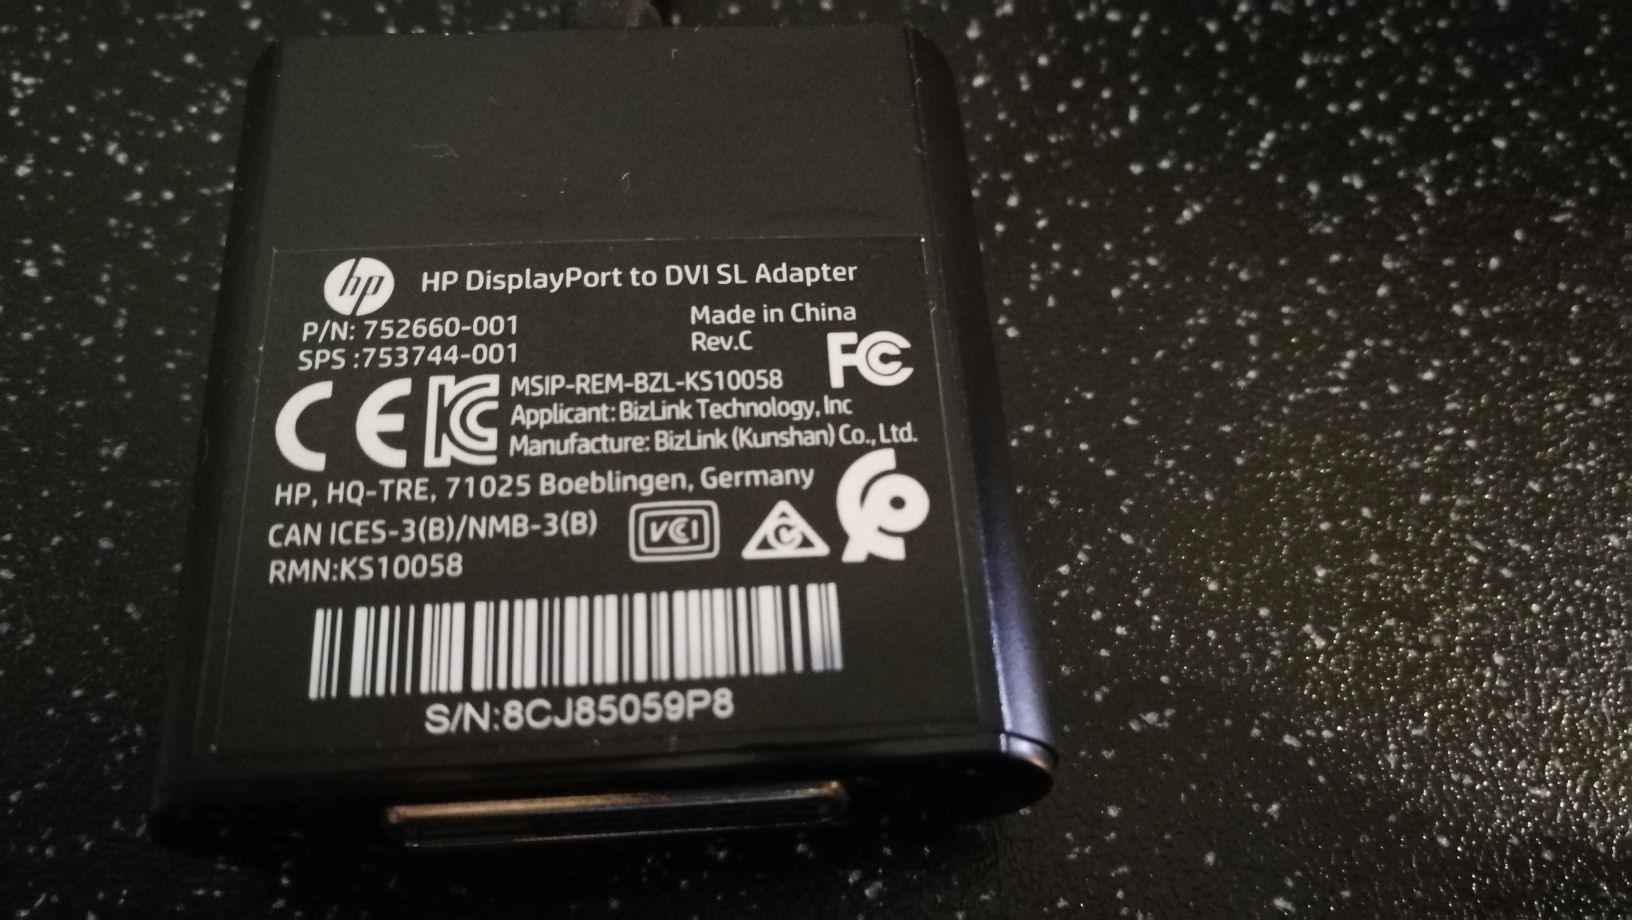 hp HP DisplayPort to DVI SL Adapter
P/N: 752660-001
SPS :753744-001
Made in China
Rev.C
FC
CE KC
MSIP-REM-BZL-KS10058
Applicant: BizLink Technology, Inc
Manufacture: BizLink (Kunshan) Co., Ltd.
HP, HQ-TRE, 71025 Boeblingen, Germany
CAN ICES-3(B)/NMB-3(B)
VCI
RMN:KS10058
S/N:8CJ85059P8